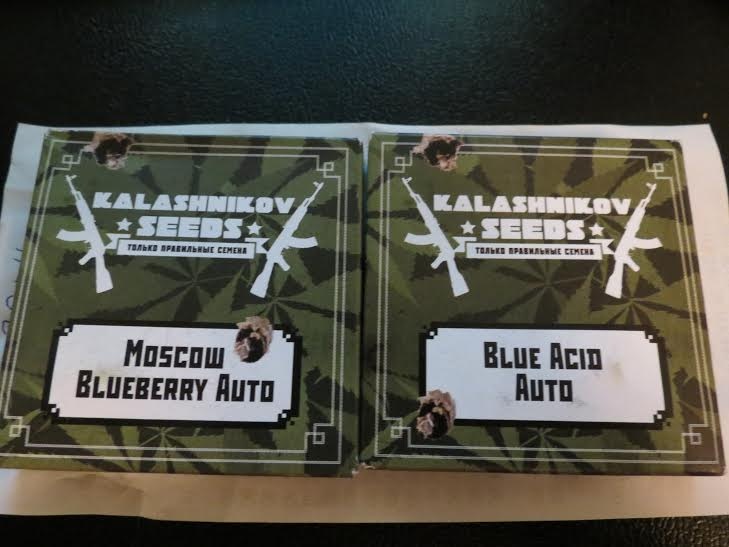 KALASHNIKOV
SEEDS
ТОЛЬКО ПРАВИЛЬНЫЕ СЕМЕНА
MOSCOW
BLUEBERRY AUTO
KALASHNIKOV
SEEDS
ТОЛЬКО ПРАВИЛЬНЫЕ СЕМЕНА
BLUE ACID
AUTO